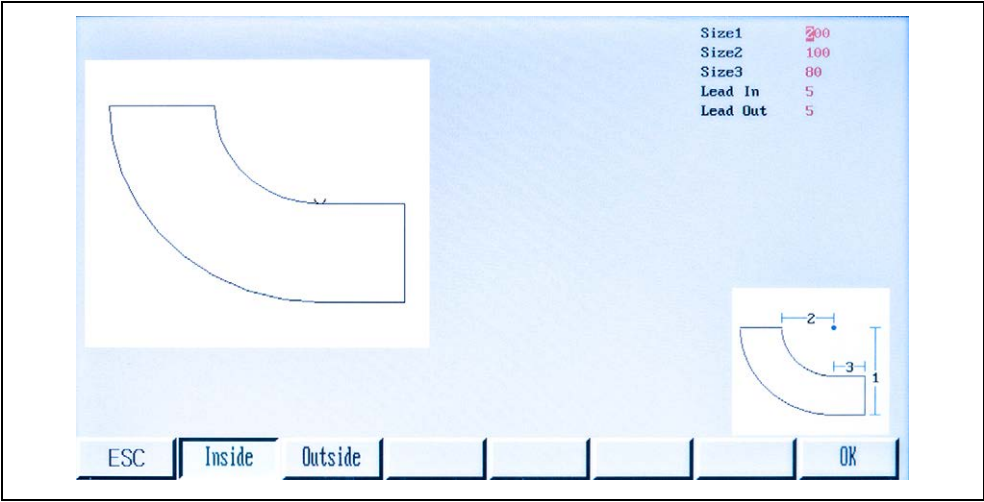 Size1 200
Size2 100
Size3 80
Lead In 5
Lead Out 5
2
3
1
ESC Inside Outside OK